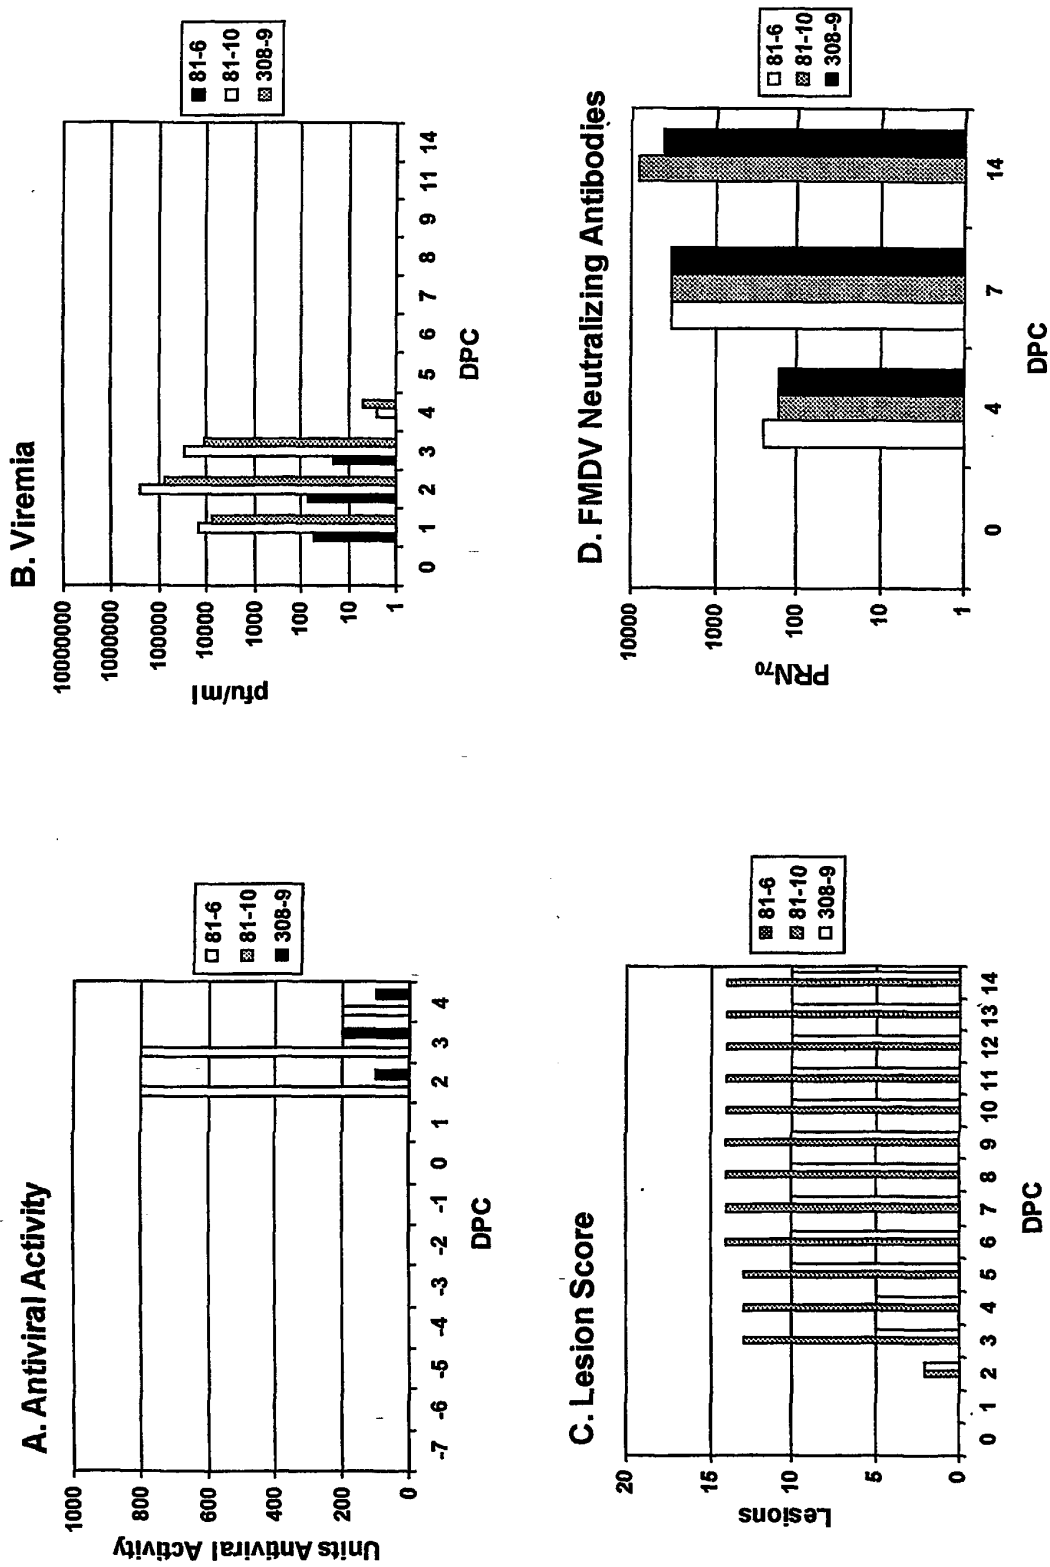 A. Antiviral Activity
Units Antiviral Activity
1000
800
600
400
200
0
-7 -6 -5 -4 -3 -2 -1 0 1 2 3 4
DPC
81-6
81-10
308-9
B. Viremia
pfu/ml
10000000
1000000
100000
10000
1000
100
10
1
0 1 2 3 4 5 6 7 8 9 11 14
DPC
81-6
81-10
308-9
C. Lesion Score
Lesions
20
15
10
5
0
0 1 2 3 4 5 6 7 8 9 10 11 12 13 14
DPC
81-6
81-10
308-9
D. FMDV Neutralizing Antibodies
PRN₇₀
10000
1000
100
10
1
0 4 7 14
DPC
81-6
81-10
308-9